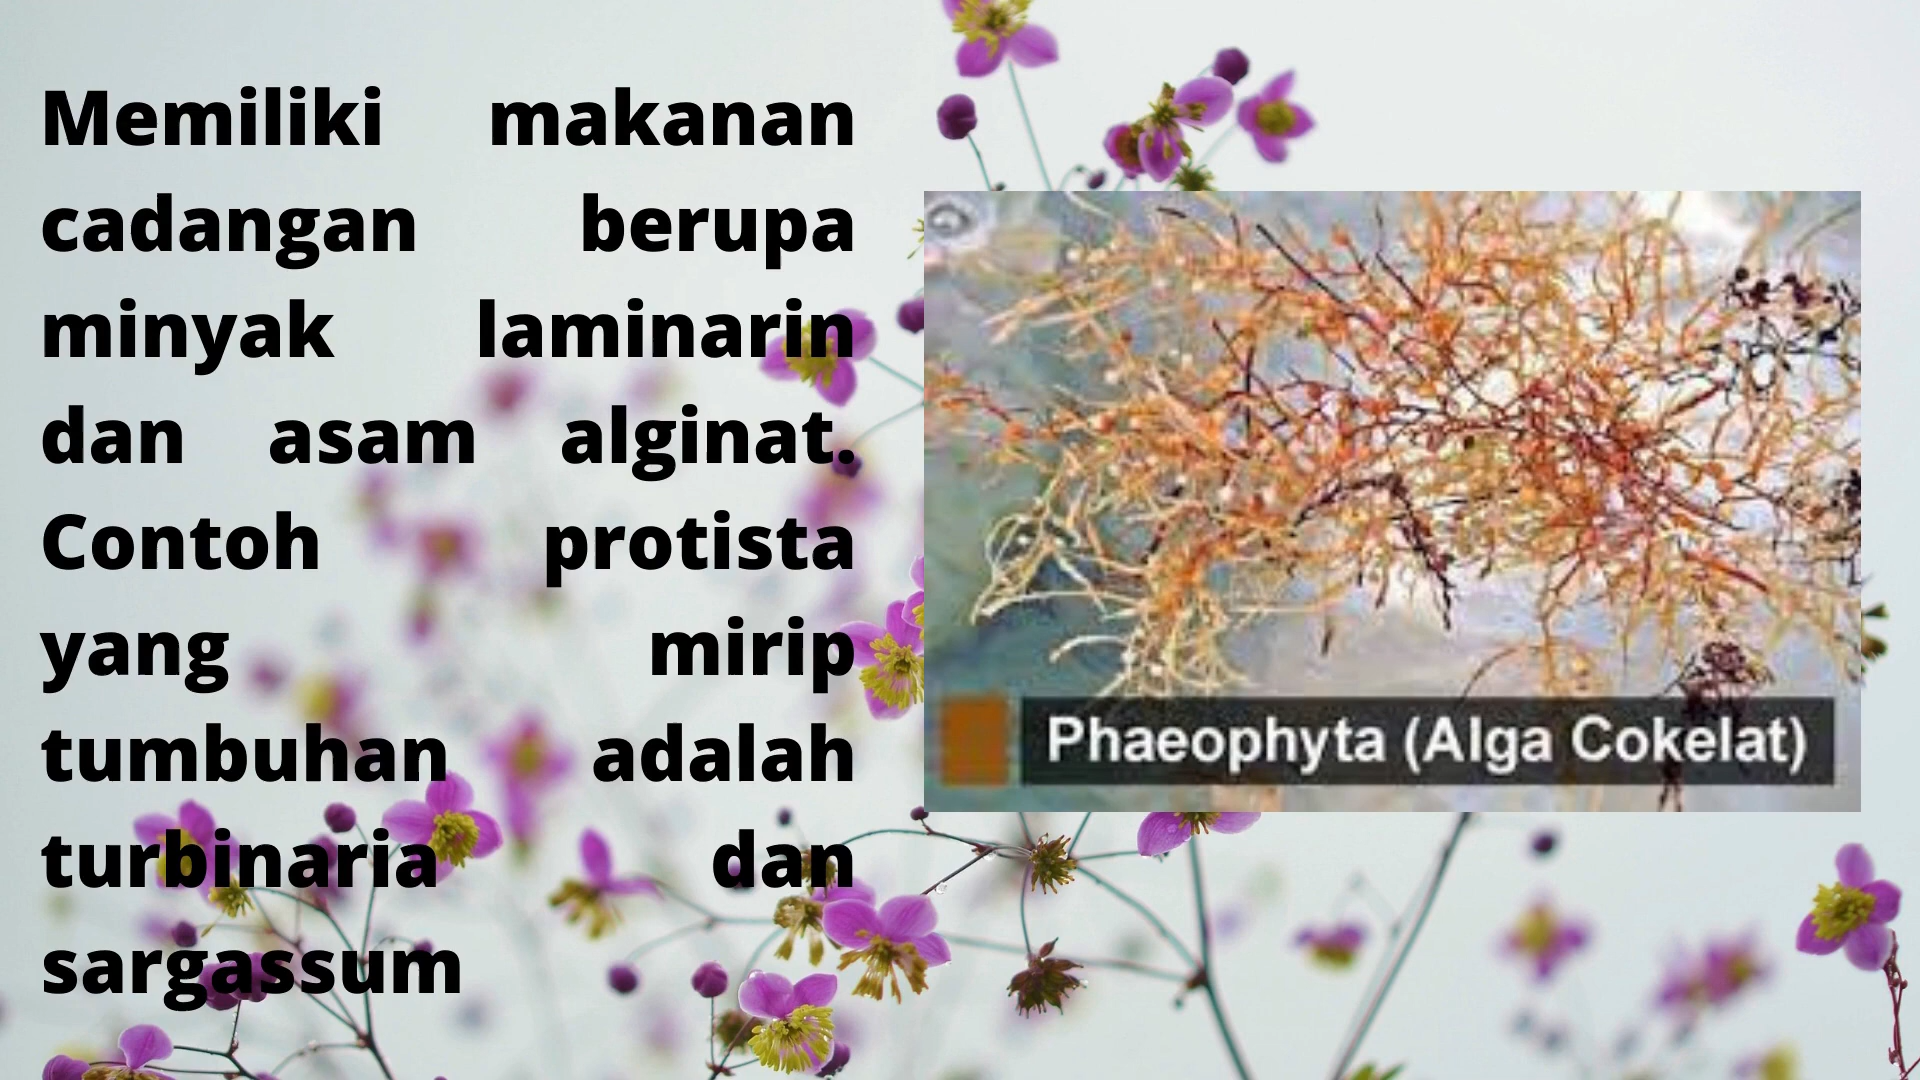 Memiliki makanan
cadangan berupa
minyak laminarin
dan asam alginat.
Contoh protista
yang mirip
tumbuhan adalah
turbinaria dan
sargassum
Phaeophyta (Alga Cokelat)